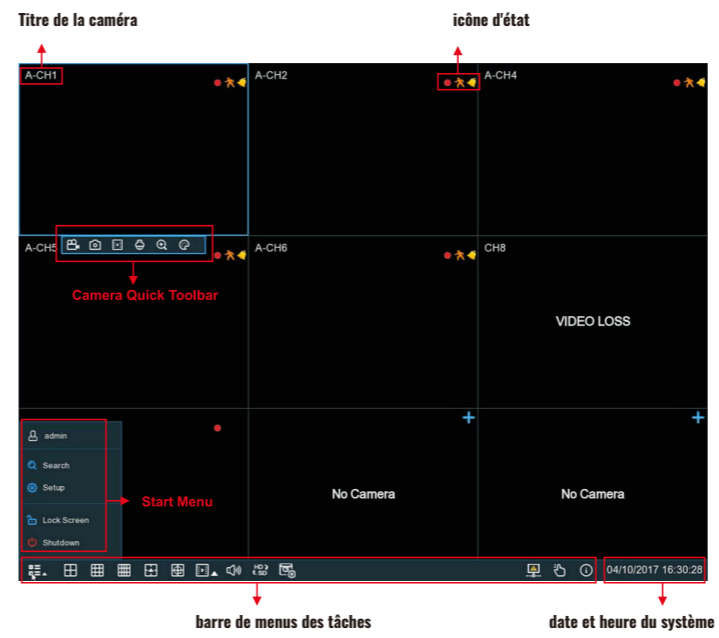 Titre de la caméra
icône d'état
A-CH1
A-CH2
A-CH4
A-CH5
A-CH6
CH8
Camera Quick Toolbar
VIDEO LOSS
admin
Search
Setup
Lock Screen
Shutdown
Start Menu
No Camera
No Camera
HD
SD
04/10/2017 16:30:28
barre de menus des tâches
date et heure du système